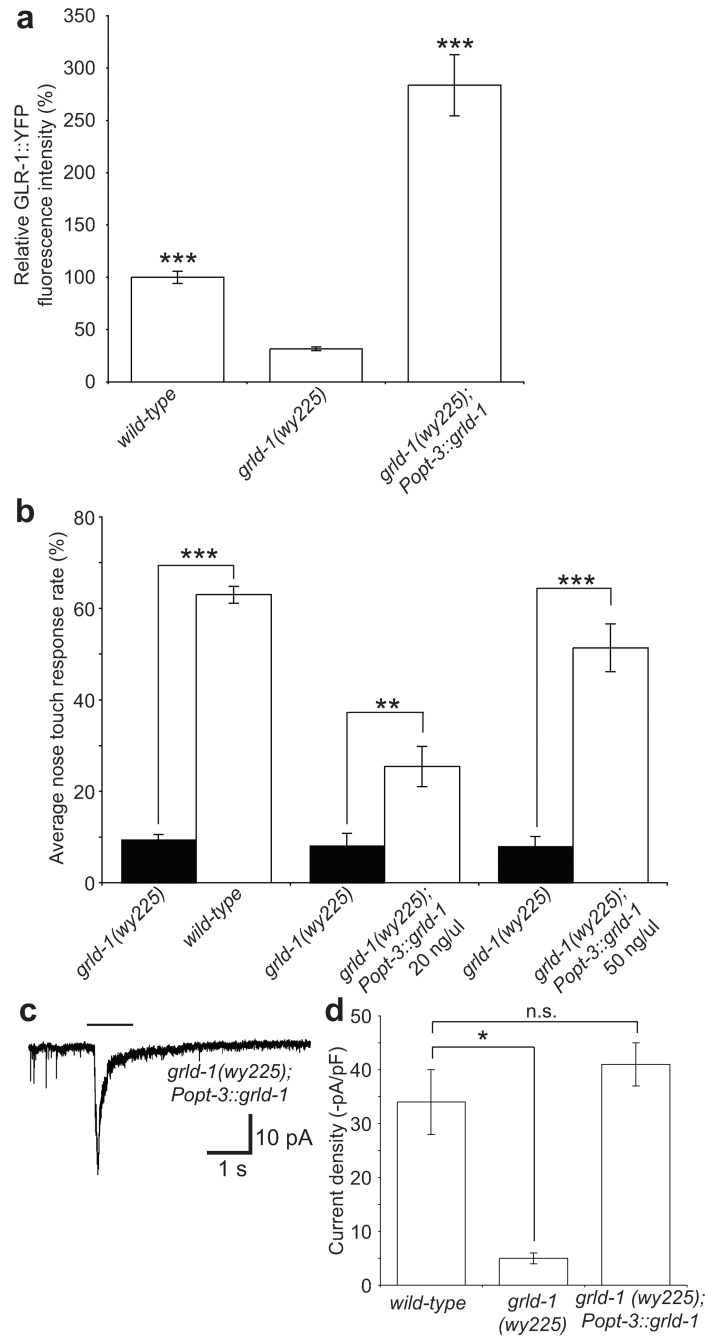 a
Relative GLR-1::YFP
fluorescence intensity (%)
350
300
250
200
150
100
50
0
***
***
wild-type
grld-1(wy225)
grld-1(wy225);
Popt-3::grld-1
b
Average nose touch response rate (%)
80
60
40
20
0
***
**
***
grld-1(wy225)
wild-type
grld-1(wy225)
grld-1(wy225);
Popt-3::grld-1
20 ng/ul
grld-1(wy225)
grld-1(wy225);
Popt-3::grld-1
50 ng/ul
c
grld-1(wy225);
Popt-3::grld-1
10 pA
1 s
d
Current density (-pA/pF)
50
40
30
20
10
0
n.s.
*
wild-type
grld-1
(wy225)
grld-1 (wy225);
Popt-3::grld-1